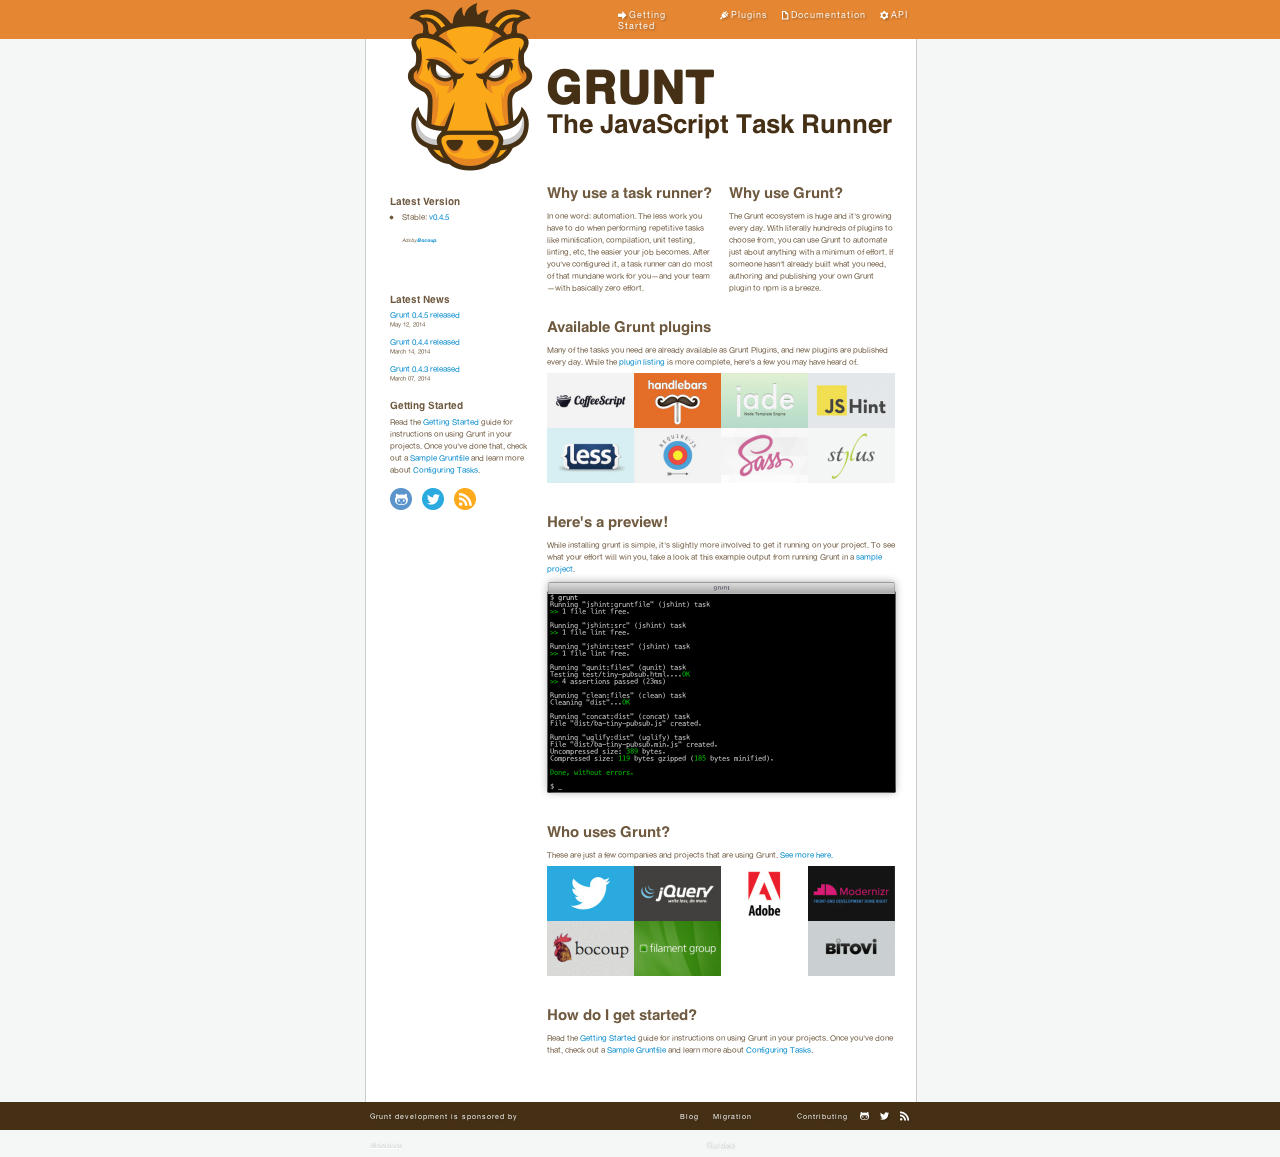 Getting Started
Plugins
Documentation
API
GRUNT
The JavaScript Task Runner
Latest Version
Stable: v0.4.5
Ads by Bocoup.
Latest News
Grunt 0.4.5 released
May 12, 2014
Grunt 0.4.4 released
March 14, 2014
Grunt 0.4.3 released
March 07, 2014
Getting Started
Read the Getting Started guide for
instructions on using Grunt in your
projects. Once you've done that, check
out a Sample Gruntfile and learn more
about Configuring Tasks.
Why use a task runner?
In one word: automation. The less work you
have to do when performing repetitive tasks
like minification, compilation, unit testing,
linting, etc, the easier your job becomes. After
you've configured it, a task runner can do most
of that mundane work for you—and your team
—with basically zero effort.
Why use Grunt?
The Grunt ecosystem is huge and it's growing
every day. With literally hundreds of plugins to
choose from, you can use Grunt to automate
just about anything with a minimum of effort. If
someone hasn't already built what you need,
authoring and publishing your own Grunt
plugin to npm is a breeze.
Available Grunt plugins
Many of the tasks you need are already available as Grunt Plugins, and new plugins are published
every day. While the plugin listing is more complete, here's a few you may have heard of.
CoffeeScript
handlebars
jade
Node Template Engine
JS Hint
{less}
REQUIRE·JS
Sass
stylus
Here's a preview!
While installing grunt is simple, it's slightly more involved to get it running on your project. To see
what your effort will win you, take a look at this example output from running Grunt in a sample
project.
grunt
$ grunt
Running "jshint:gruntfile" (jshint) task
>> 1 file lint free.
Running "jshint:src" (jshint) task
>> 1 file lint free.
Running "jshint:test" (jshint) task
>> 1 file lint free.
Running "qunit:files" (qunit) task
Testing test/tiny-pubsub.html....OK
>> 4 assertions passed (23ms)
Running "clean:files" (clean) task
Cleaning "dist"...OK
Running "concat:dist" (concat) task
File "dist/ba-tiny-pubsub.js" created.
Running "uglify:dist" (uglify) task
File "dist/ba-tiny-pubsub.min.js" created.
Uncompressed size: 389 bytes.
Compressed size: 119 bytes gzipped (185 bytes minified).
Done, without errors.
$ _
Who uses Grunt?
These are just a few companies and projects that are using Grunt. See more here.
jQuery
write less, do more.
Adobe
Modernizr
FRONT-END DEVELOPMENT DONE RIGHT
bocoup
filament group
BiTOVi
How do I get started?
Read the Getting Started guide for instructions on using Grunt in your projects. Once you've done
that, check out a Sample Gruntfile and learn more about Configuring Tasks.
Grunt development is sponsored by
Blog
Migration
Contributing
Bocoup
Guides